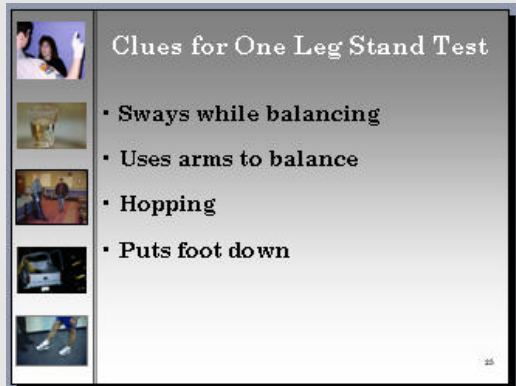 Clues for One Leg Stand Test
· Sways while balancing
· Uses arms to balance
· Hopping
· Puts foot down